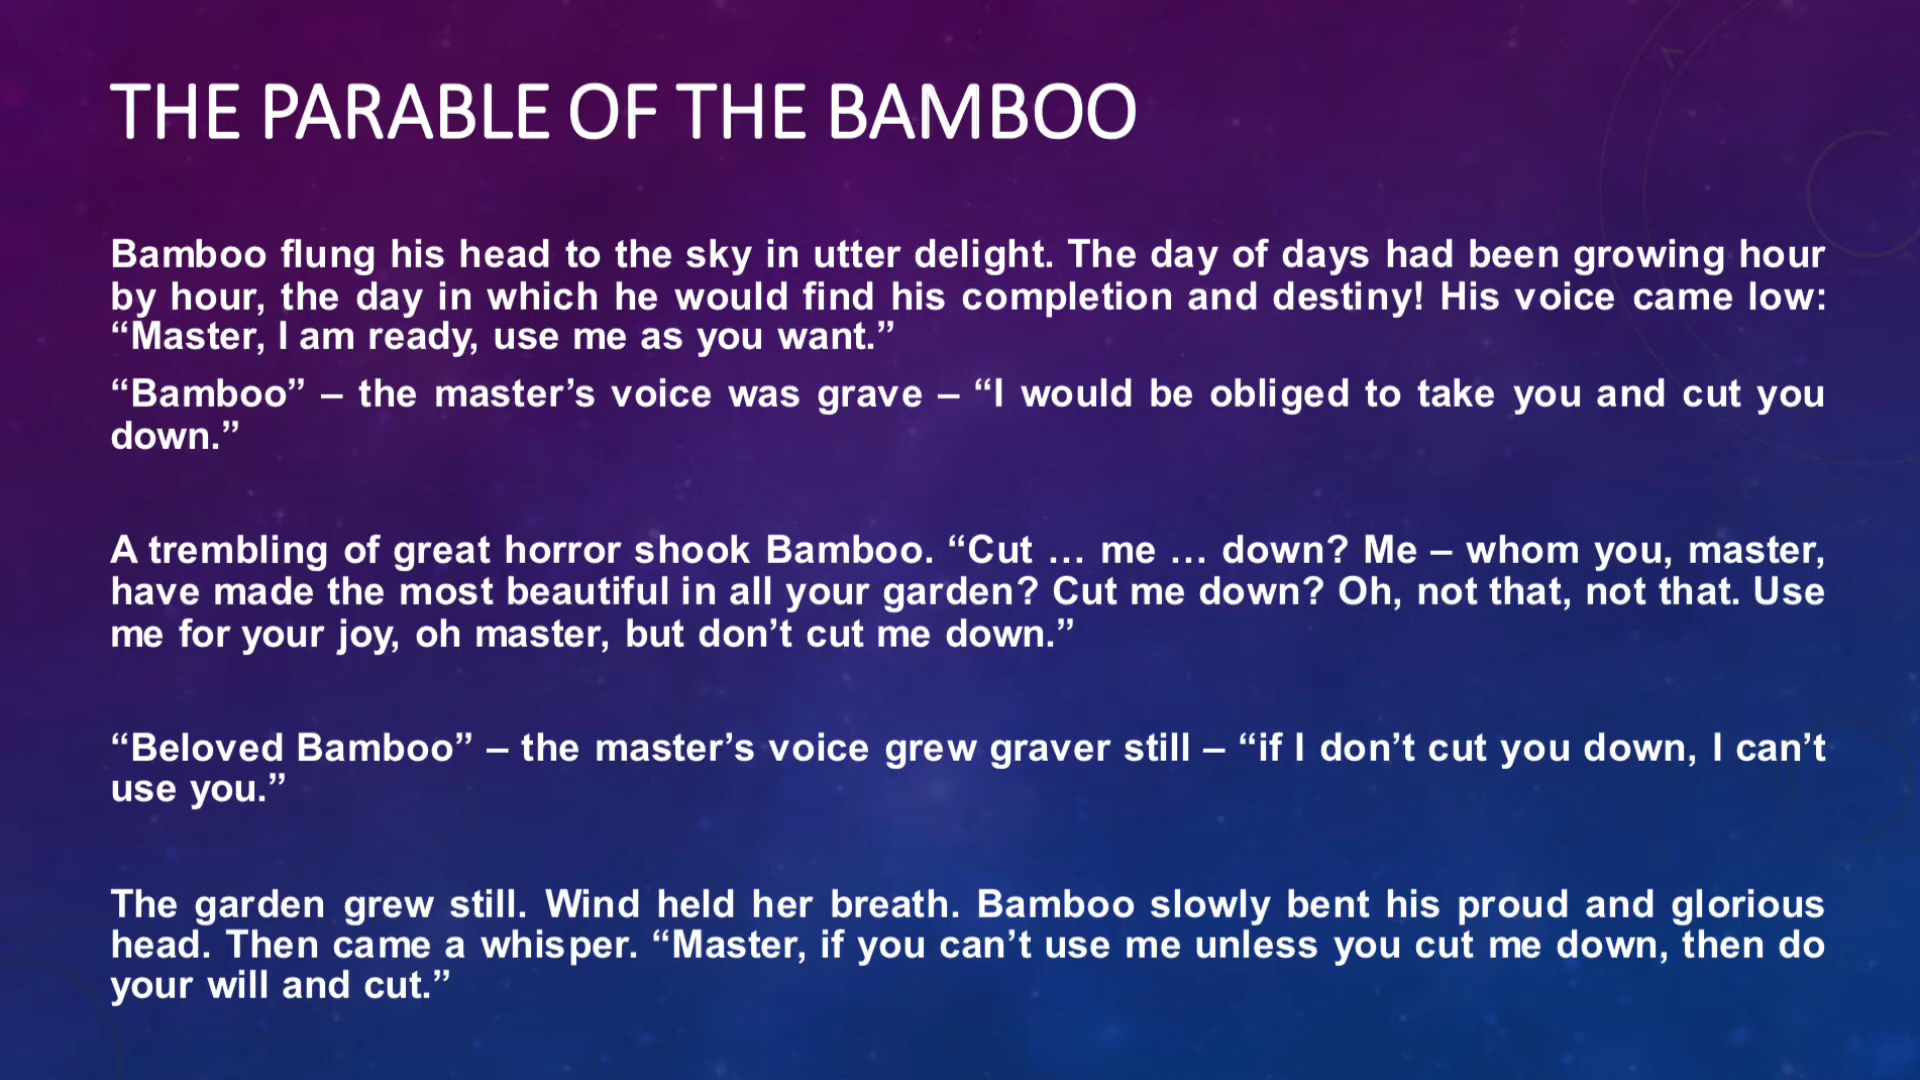 THE PARABLE OF THE BAMBOO
Bamboo flung his head to the sky in utter delight. The day of days had been growing hour
by hour, the day in which he would find his completion and destiny! His voice came low:
“Master, I am ready, use me as you want.”
“Bamboo” – the master’s voice was grave – “I would be obliged to take you and cut you
down.”
A trembling of great horror shook Bamboo. “Cut … me … down? Me – whom you, master,
have made the most beautiful in all your garden? Cut me down? Oh, not that, not that. Use
me for your joy, oh master, but don’t cut me down.”
“Beloved Bamboo” – the master’s voice grew graver still – “if I don’t cut you down, I can’t
use you.”
The garden grew still. Wind held her breath. Bamboo slowly bent his proud and glorious
head. Then came a whisper. “Master, if you can’t use me unless you cut me down, then do
your will and cut.”